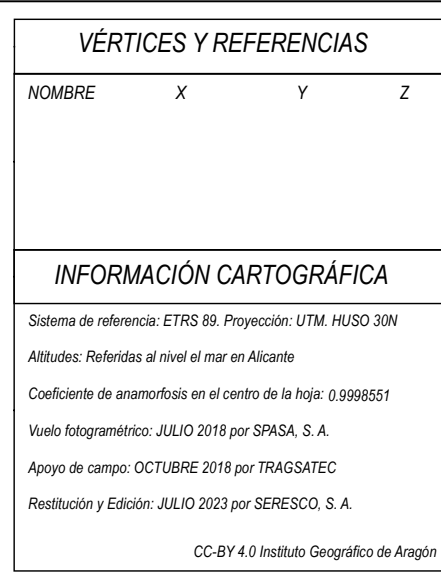 VÉRTICES Y REFERENCIAS
NOMBRE X Y Z
INFORMACIÓN CARTOGRÁFICA
Sistema de referencia: ETRS 89. Proyección: UTM. HUSO 30N
Altitudes: Referidas al nivel el mar en Alicante
Coeficiente de anamorfosis en el centro de la hoja: 0.9998551
Vuelo fotogramétrico: JULIO 2018 por SPASA, S. A.
Apoyo de campo: OCTUBRE 2018 por TRAGSATEC
Restitución y Edición: JULIO 2023 por SERESCO, S. A.
CC-BY 4.0 Instituto Geográfico de Aragón